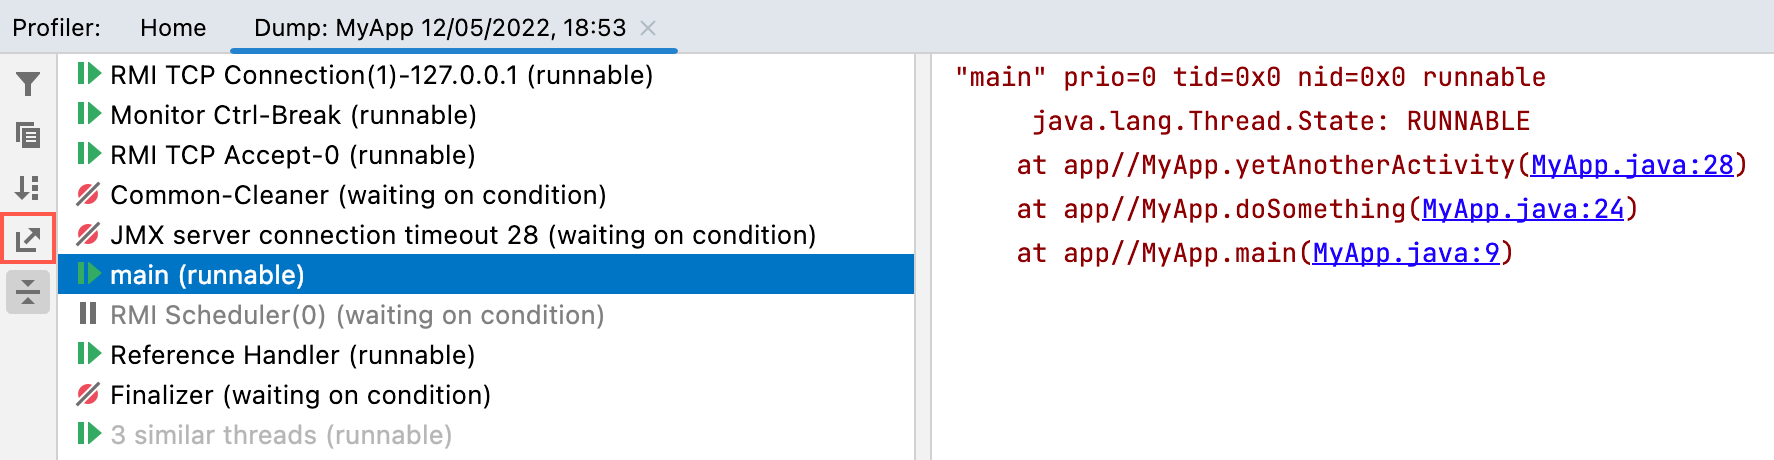 Profiler: Home Dump: MyApp 12/05/2022, 18:53
RMI TCP Connection(1)-127.0.0.1 (runnable)
Monitor Ctrl-Break (runnable)
RMI TCP Accept-0 (runnable)
Common-Cleaner (waiting on condition)
JMX server connection timeout 28 (waiting on condition)
main (runnable)
RMI Scheduler(0) (waiting on condition)
Reference Handler (runnable)
Finalizer (waiting on condition)
3 similar threads (runnable)
"main" prio=0 tid=0x0 nid=0x0 runnable
java.lang.Thread.State: RUNNABLE
at app//MyApp.yetAnotherActivity(MyApp.java:28)
at app//MyApp.doSomething(MyApp.java:24)
at app//MyApp.main(MyApp.java:9)